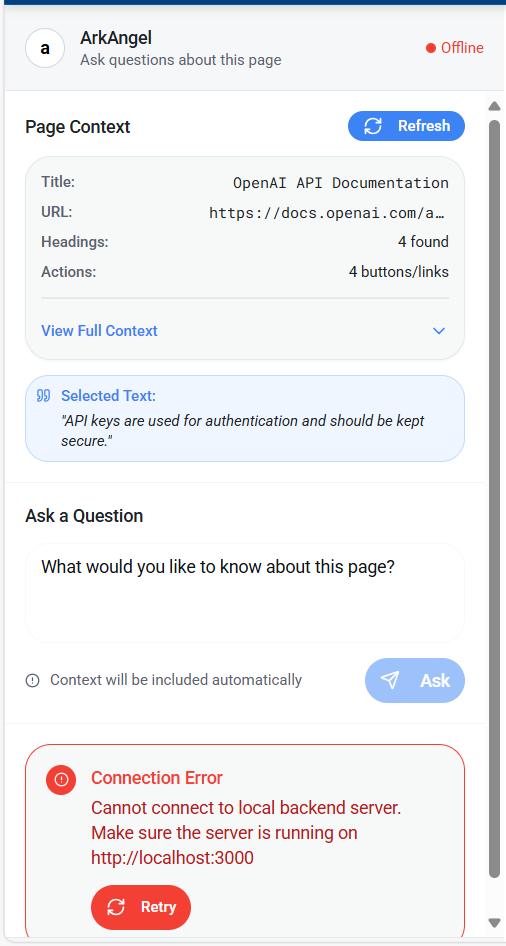 a
ArkAngel
Ask questions about this page
Offline
Page Context
Refresh
Title: OpenAI API Documentation
URL: https://docs.openai.com/a…
Headings: 4 found
Actions: 4 buttons/links
View Full Context
Selected Text:
"API keys are used for authentication and should be kept
secure."
Ask a Question
What would you like to know about this page?
Context will be included automatically
Ask
Connection Error
Cannot connect to local backend server.
Make sure the server is running on
http://localhost:3000
Retry